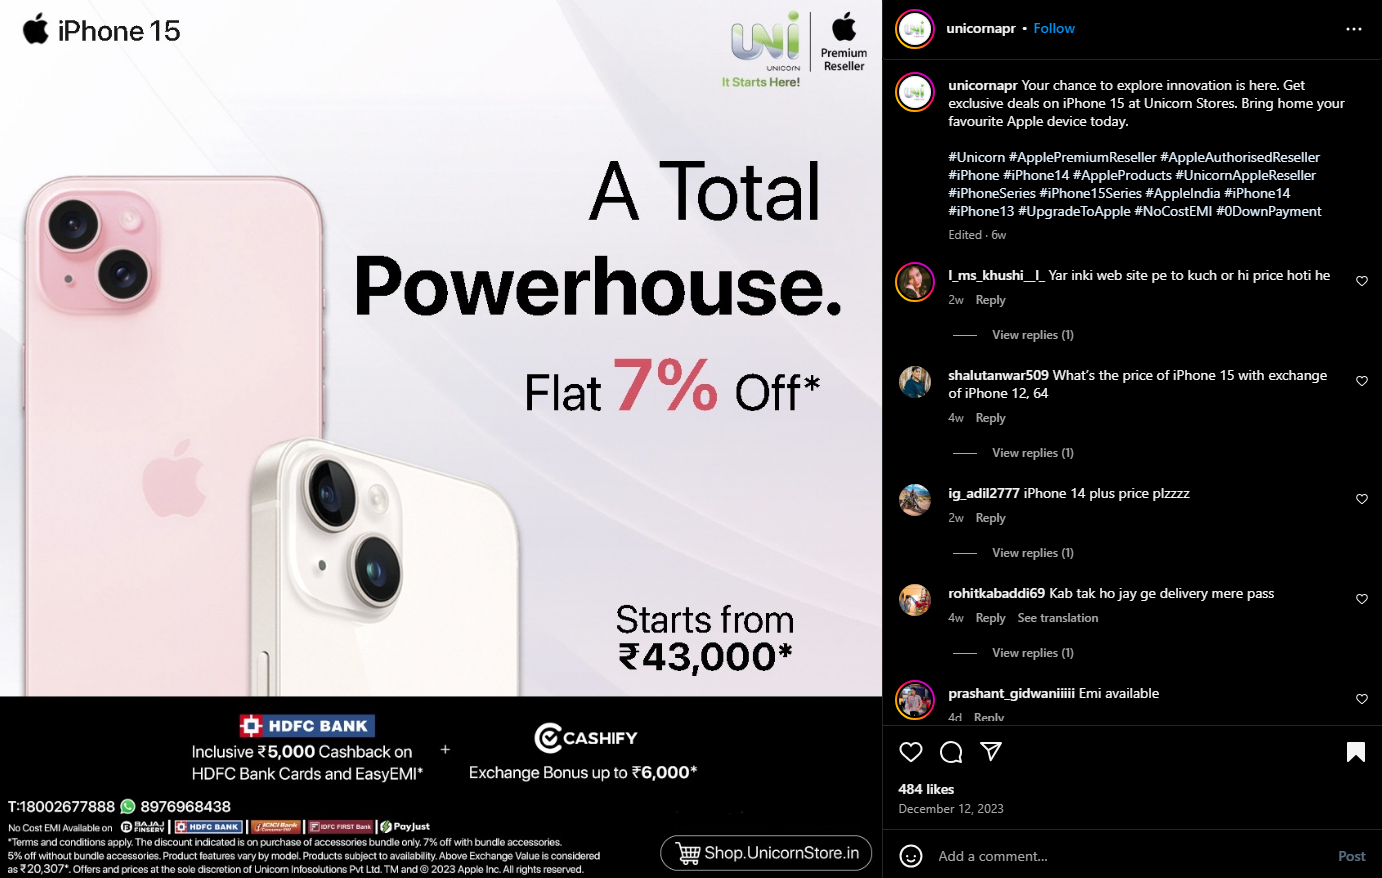 iPhone 15
UNi
UNICORN
It Starts Here!
Premium
Reseller
A Total
Powerhouse.
Flat 7% Off*
Starts from
₹43,000*
HDFC BANK
Inclusive ₹5,000 Cashback on
HDFC Bank Cards and EasyEMI*
+
CASHIFY
Exchange Bonus up to ₹6,000*
T:18002677888 8976968438
No Cost EMI Available on BAJAJ FINSERV | HDFC BANK | ICICI Bank | IDFC FIRST Bank | PayJust
*Terms and conditions apply. The discount indicated is on purchase of accessories bundle only. 7% off with bundle accessories.
5% off without bundle accessories. Product features vary by model. Products subject to availability. Above Exchange Value is considered
as ₹20,307*. Offers and prices at the sole discretion of Unicorn Infosolutions Pvt Ltd. TM and © 2023 Apple Inc. All rights reserved.
Shop.UnicornStore.in
unicornapr • Follow
unicornapr Your chance to explore innovation is here. Get
exclusive deals on iPhone 15 at Unicorn Stores. Bring home your
favourite Apple device today.
#Unicorn #ApplePremiumReseller #AppleAuthorisedReseller
#iPhone #iPhone14 #AppleProducts #UnicornAppleReseller
#iPhoneSeries #iPhone15Series #AppleIndia #iPhone14
#iPhone13 #UpgradeToApple #NoCostEMI #0DownPayment
Edited · 6w
l_ms_khushi__l_ Yar inki web site pe to kuch or hi price hoti he
2w Reply
View replies (1)
shalutanwar509 What's the price of iPhone 15 with exchange
of iPhone 12, 64
4w Reply
View replies (1)
ig_adil2777 iPhone 14 plus price plzzzz
2w Reply
View replies (1)
rohitkabaddi69 Kab tak ho jay ge delivery mere pass
4w Reply See translation
View replies (1)
prashant_gidwaniiiii Emi available
4d Reply
484 likes
December 12, 2023
Add a comment...
Post